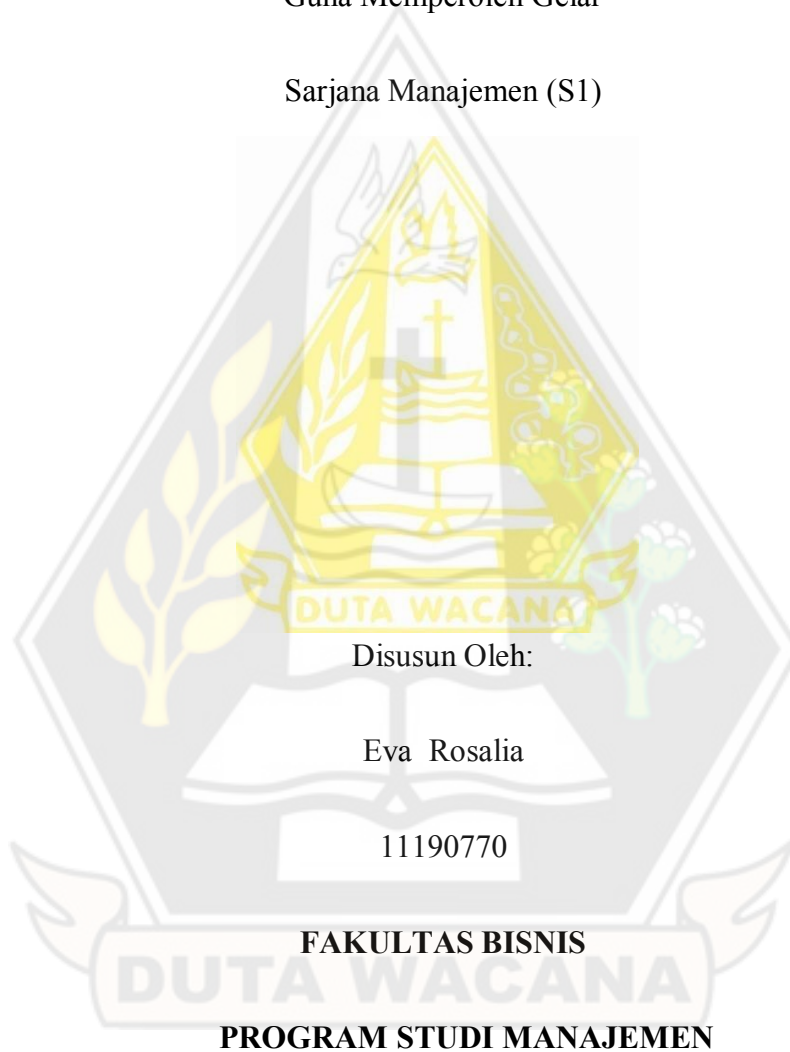 Guna Memperoleh Gelar
Sarjana Manajemen (S1)
DUTA WACANA
Disusun Oleh:
Eva Rosalia
11190770
FAKULTAS BISNIS
DUTA WACANA
PROGRAM STUDI MANAJEMEN